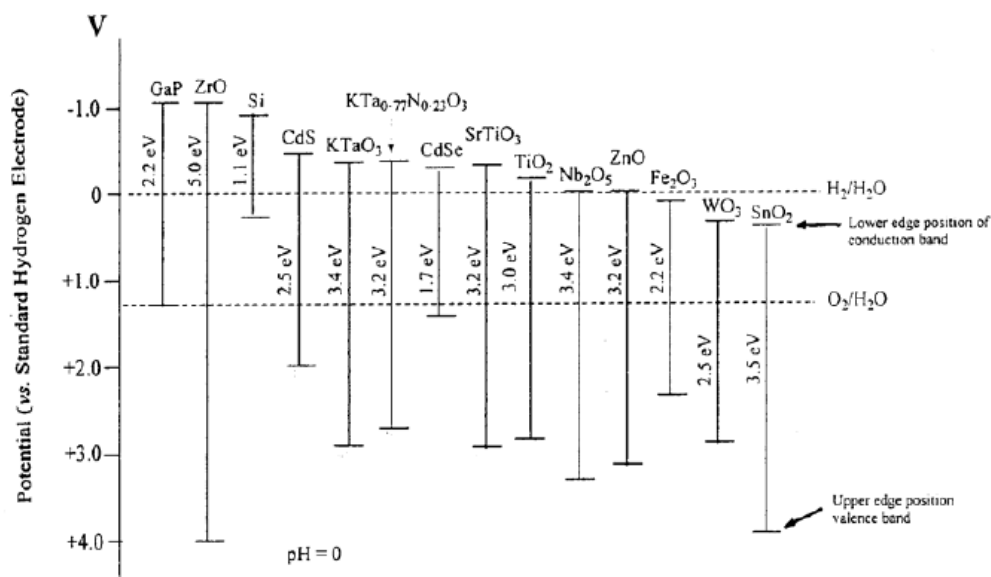 V
Potential (vs. Standard Hydrogen Electrode)
-1.0
0
+1.0
+2.0
+3.0
+4.0
GaP
2.2 eV
ZrO
5.0 eV
Si
1.1 eV
CdS
2.5 eV
KTaO₃
3.4 eV
KTa₀.₇₇N₀.₂₃O₃
3.2 eV
CdSe
1.7 eV
SrTiO₃
3.2 eV
TiO₂
3.0 eV
Nb₂O₅
3.4 eV
ZnO
3.2 eV
Fe₂O₃
2.2 eV
WO₃
2.5 eV
SnO₂
3.5 eV
H₂/H₂O
Lower edge position of
conduction band
O₂/H₂O
Upper edge position
valence band
pH = 0